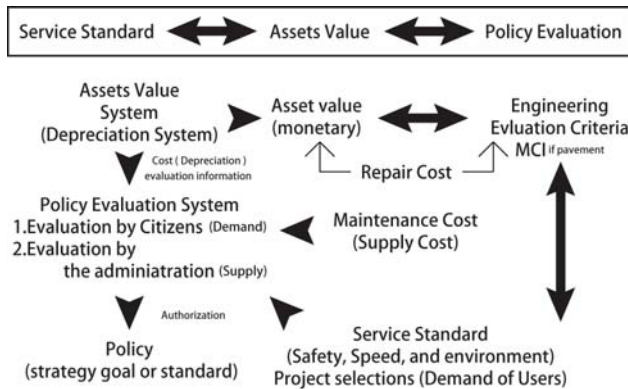 Service Standard Assets Value Policy Evaluation
Assets Value
System
(Depreciation System)
Asset value
(monetary)
Engineering
Evluation Criteria
MCI if pavement
Cost ( Depreciation )
evaluation information
Repair Cost
Policy Evaluation System
1.Evaluation by Citizens (Demand)
2.Evaluation by
the adminiatration (Supply)
Maintenance Cost
(Supply Cost)
Authorization
Policy
(strategy goal or standard)
Service Standard
(Safety, Speed, and environment)
Project selections (Demand of Users)